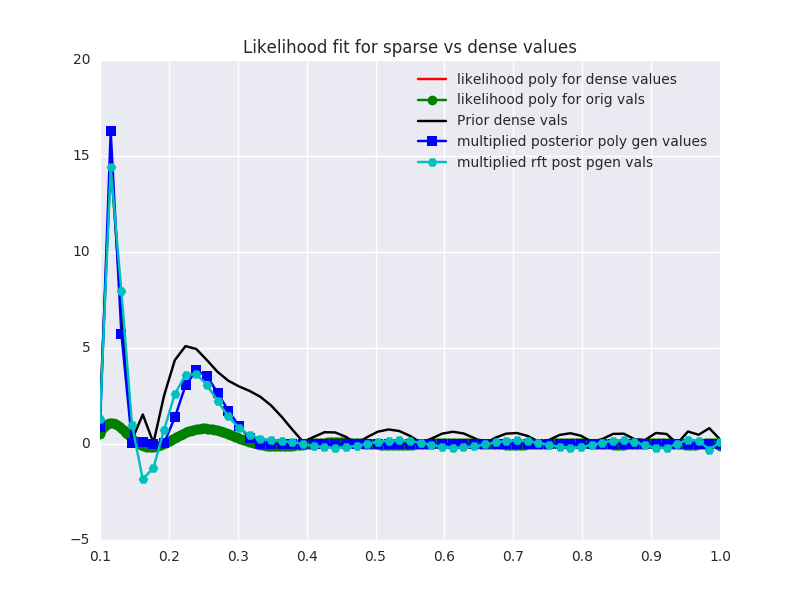 Likelihood fit for sparse vs dense values
likelihood poly for dense values
likelihood poly for orig vals
Prior dense vals
multiplied posterior poly gen values
multiplied rft post pgen vals
20
15
10
5
0
−5
0.1 0.2 0.3 0.4 0.5 0.6 0.7 0.8 0.9 1.0